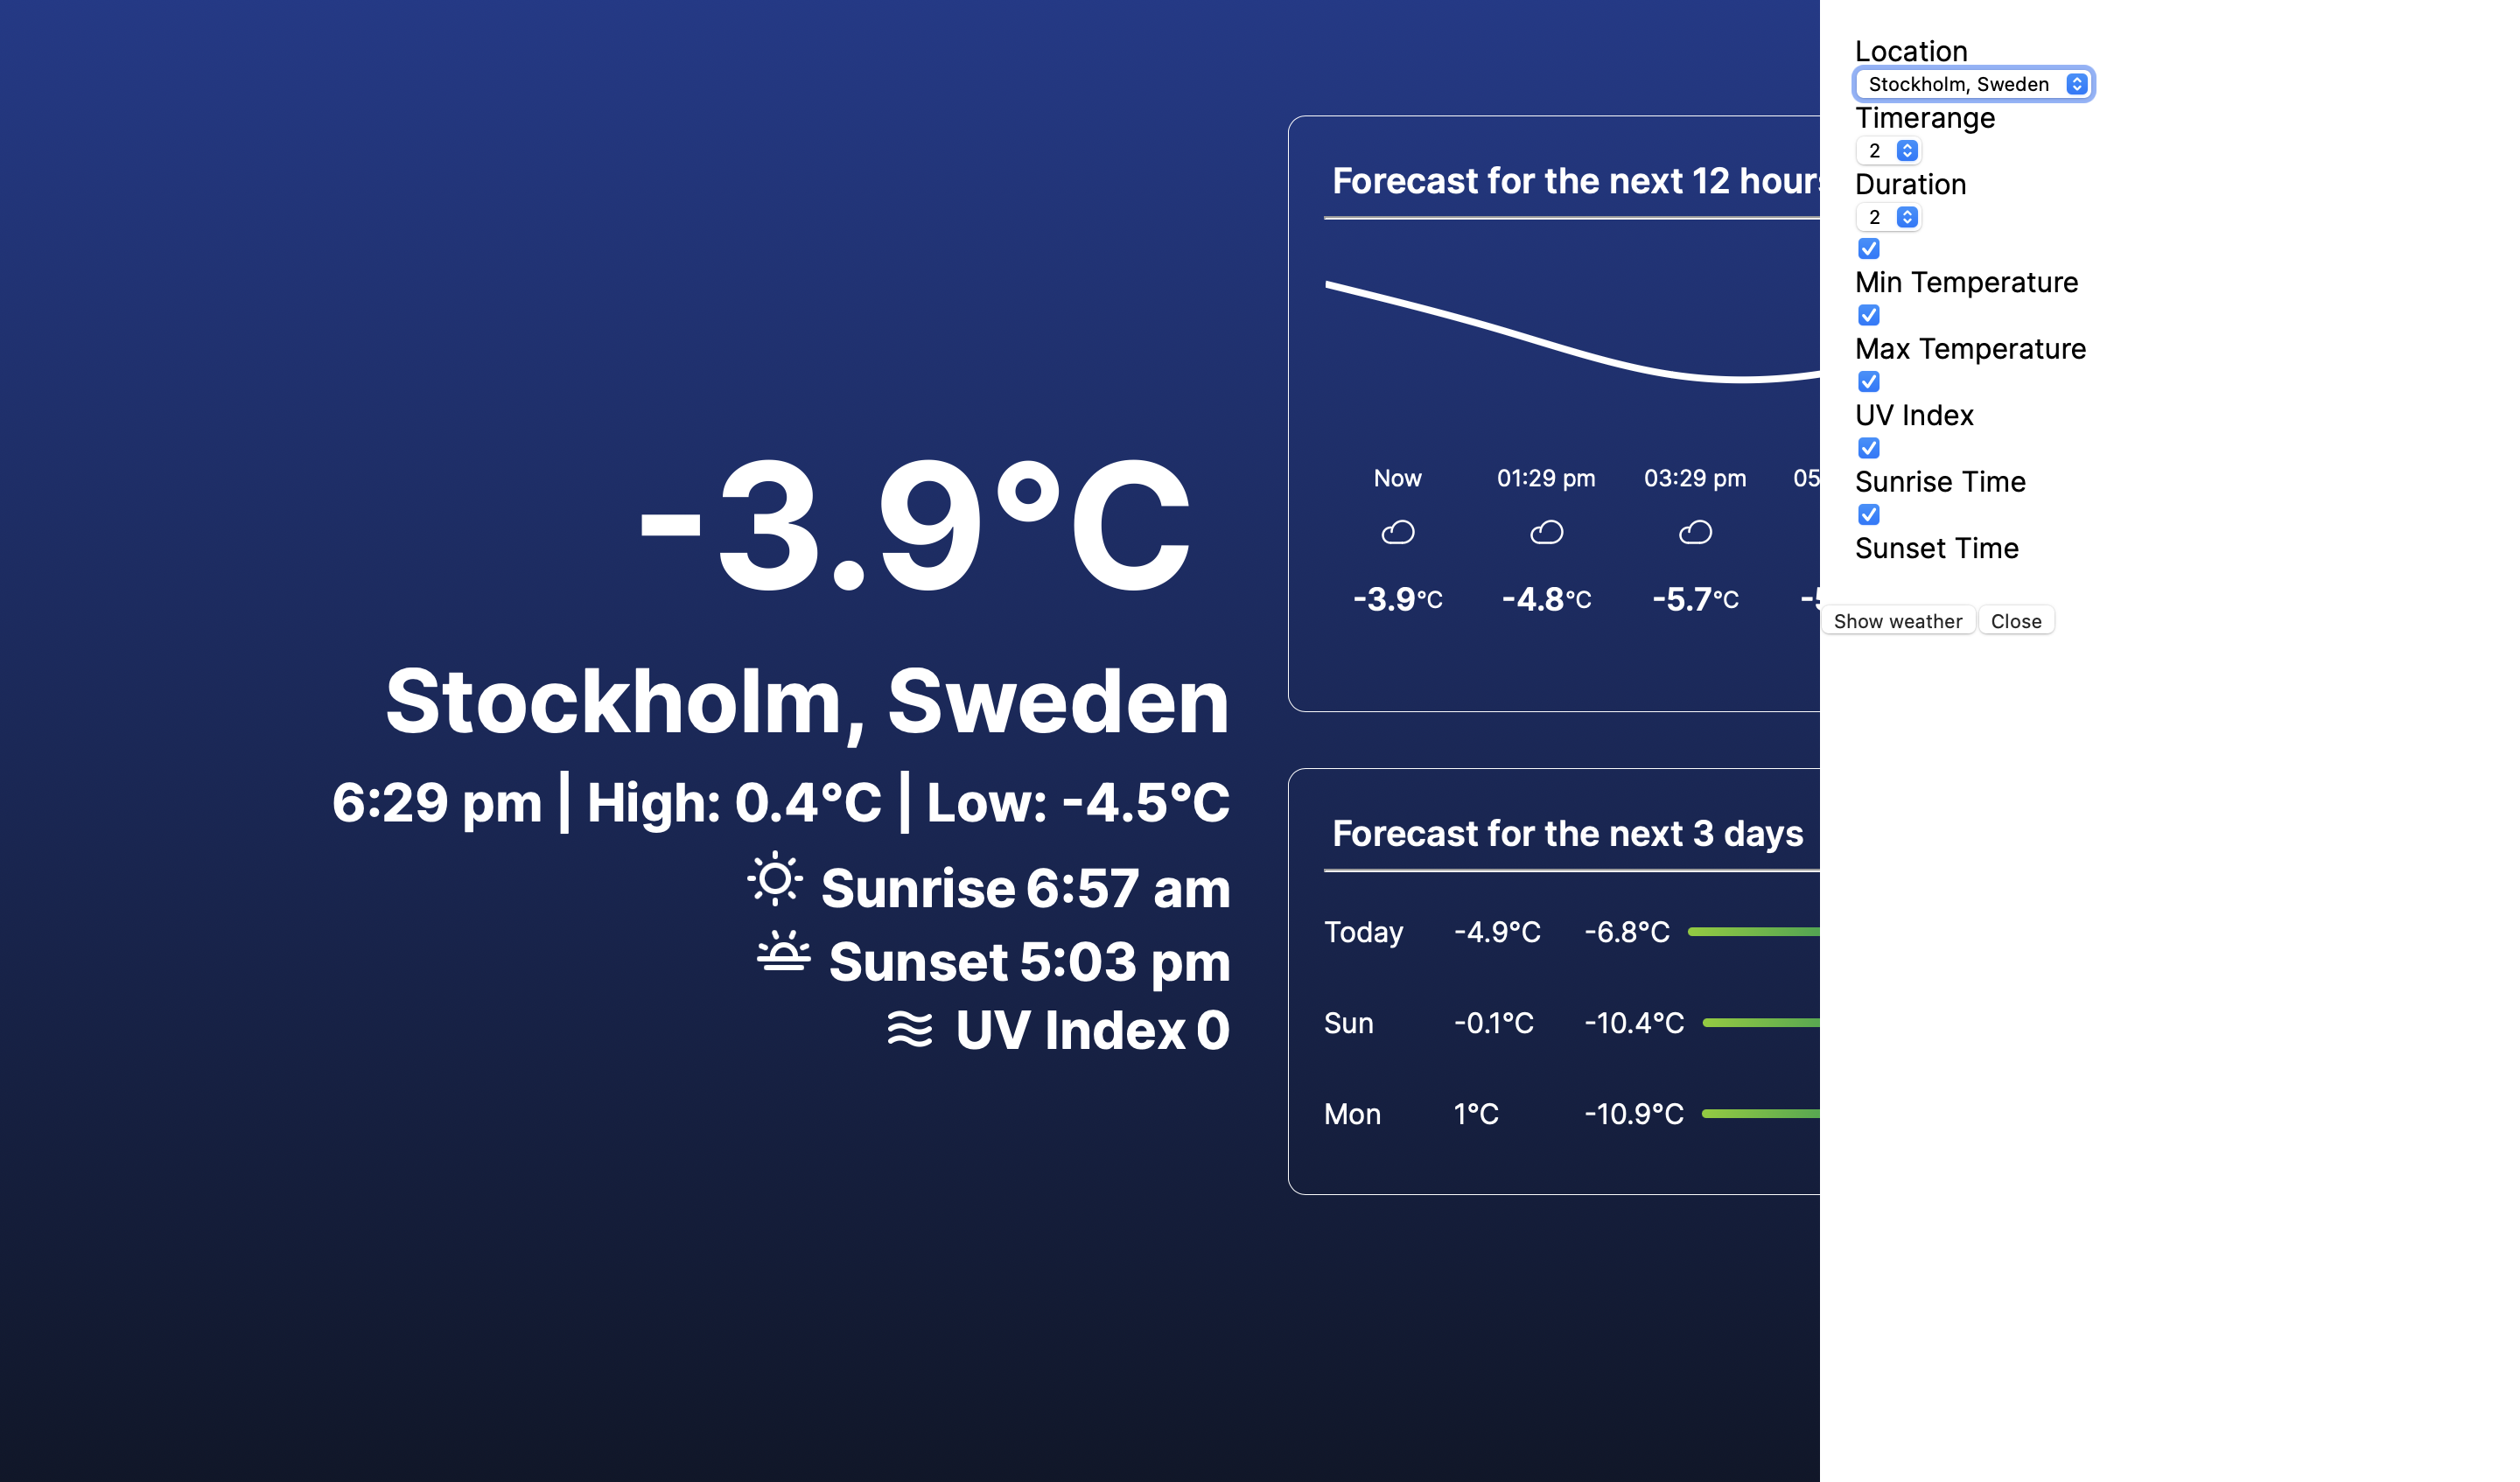 -3.9°C
Stockholm, Sweden
6:29 pm | High: 0.4°C | Low: -4.5°C
Sunrise 6:57 am
Sunset 5:03 pm
UV Index 0
Forecast for the next 12 hours
Now 01:29 pm 03:29 pm 05
-3.9°C -4.8°C -5.7°C
Forecast for the next 3 days
Today -4.9°C -6.8°C
Sun -0.1°C -10.4°C
Mon 1°C -10.9°C
Location
Stockholm, Sweden
Timerange
2
Duration
2
Min Temperature
Max Temperature
UV Index
Sunrise Time
Sunset Time
Show weather Close